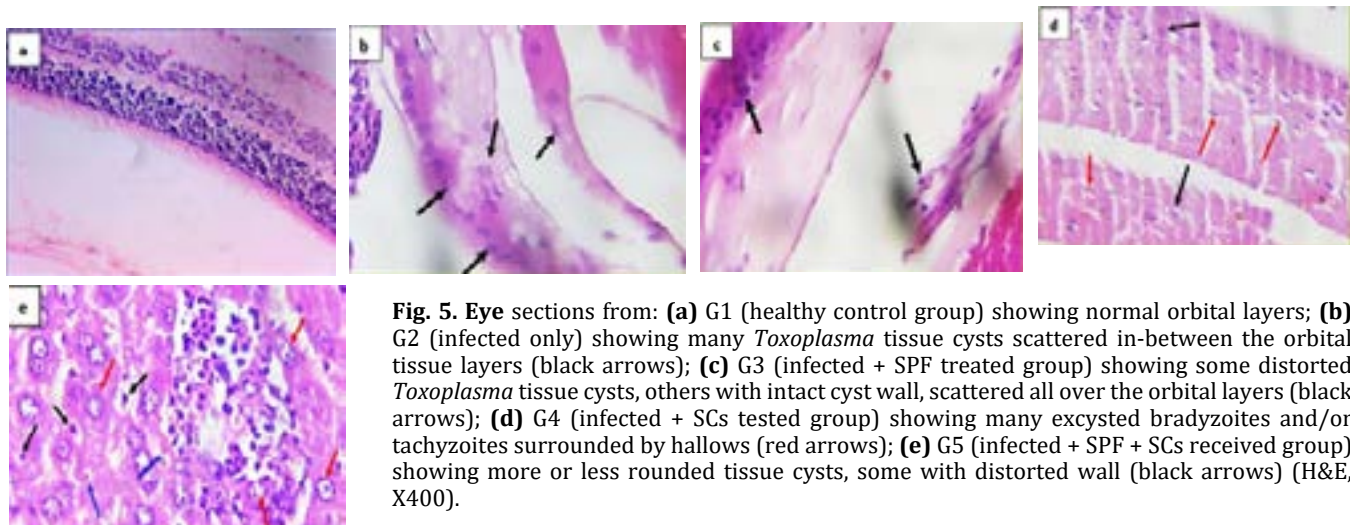 a
b
c
d
e
Fig. 5. Eye sections from: (a) G1 (healthy control group) showing normal orbital layers; (b)
G2 (infected only) showing many Toxoplasma tissue cysts scattered in-between the orbital
tissue layers (black arrows); (c) G3 (infected + SPF treated group) showing some distorted
Toxoplasma tissue cysts, others with intact cyst wall, scattered all over the orbital layers (black
arrows); (d) G4 (infected + SCs tested group) showing many excysted bradyzoites and/or
tachyzoites surrounded by hallows (red arrows); (e) G5 (infected + SPF + SCs received group)
showing more or less rounded tissue cysts, some with distorted wall (black arrows) (H&E,
X400).